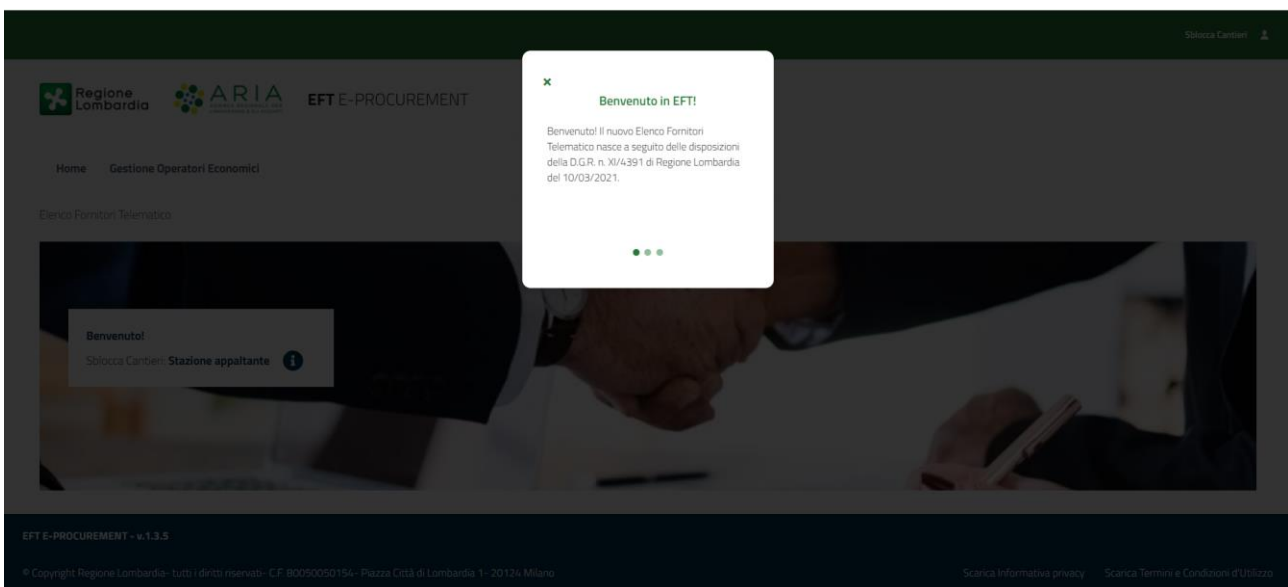 Sblocca Cantieri
Regione
Lombardia
ARIA
EFT E-PROCUREMENT
Home Gestione Operatori Economici
Elenco Fornitori Telematico
×
Benvenuto in EFT!
Benvenuto! Il nuovo Elenco Fornitori
Telematico nasce a seguito delle disposizioni
della D.G.R. n. XI/4391 di Regione Lombardia
del 10/03/2021.
Benvenuto!
Sblocca Cantieri: Stazione appaltante
EFT E-PROCUREMENT - v.1.3.5
© Copyright Regione Lombardia- tutti i diritti riservati- C.F. 80050050154- Piazza Città di Lombardia 1- 20124 Milano
Scarica Informativa privacy Scarica Termini e Condizioni d'Utilizzo